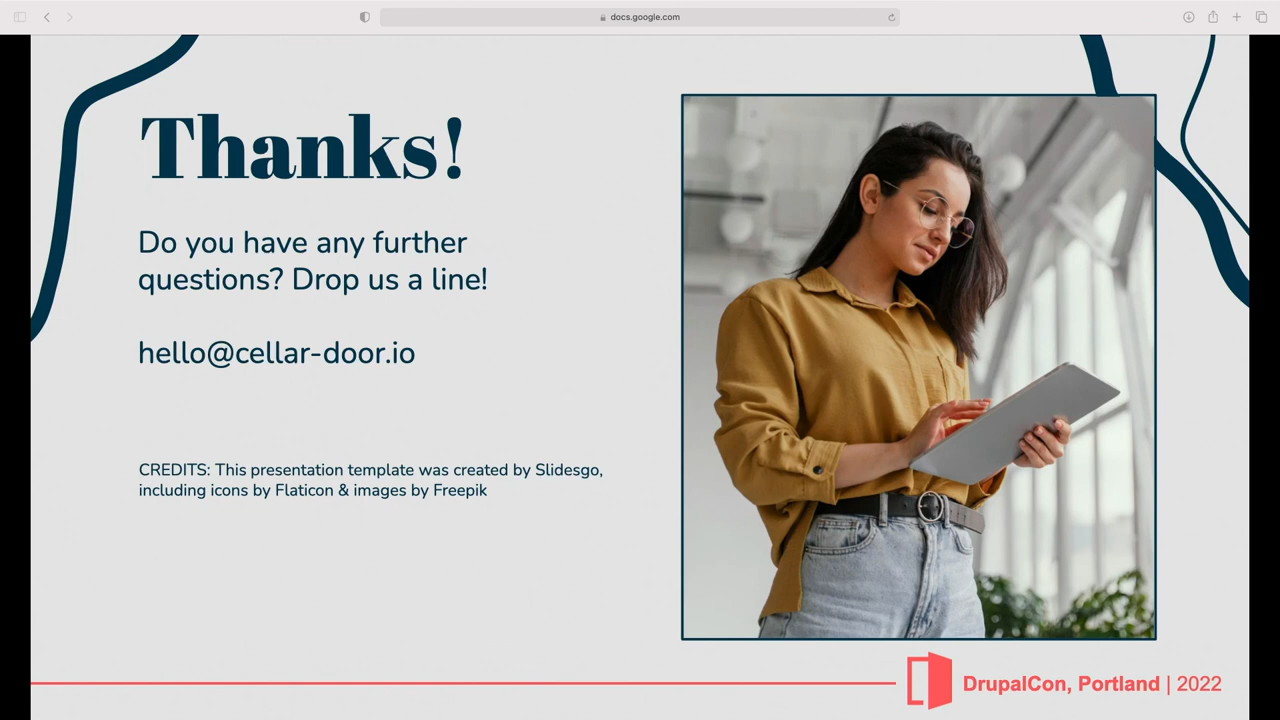 docs.google.com
Thanks!
Do you have any further
questions? Drop us a line!
hello@cellar-door.io
CREDITS: This presentation template was created by Slidesgo,
including icons by Flaticon & images by Freepik
DrupalCon, Portland | 2022